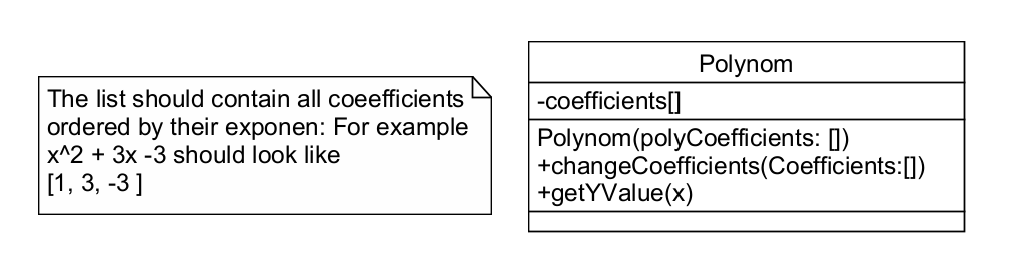 The list should contain all coeefficients
ordered by their exponen: For example
x^2 + 3x -3 should look like
[1, 3, -3 ]
Polynom
-coefficients[]
Polynom(polyCoefficients: [])
+changeCoefficients(Coefficients:[])
+getYValue(x)